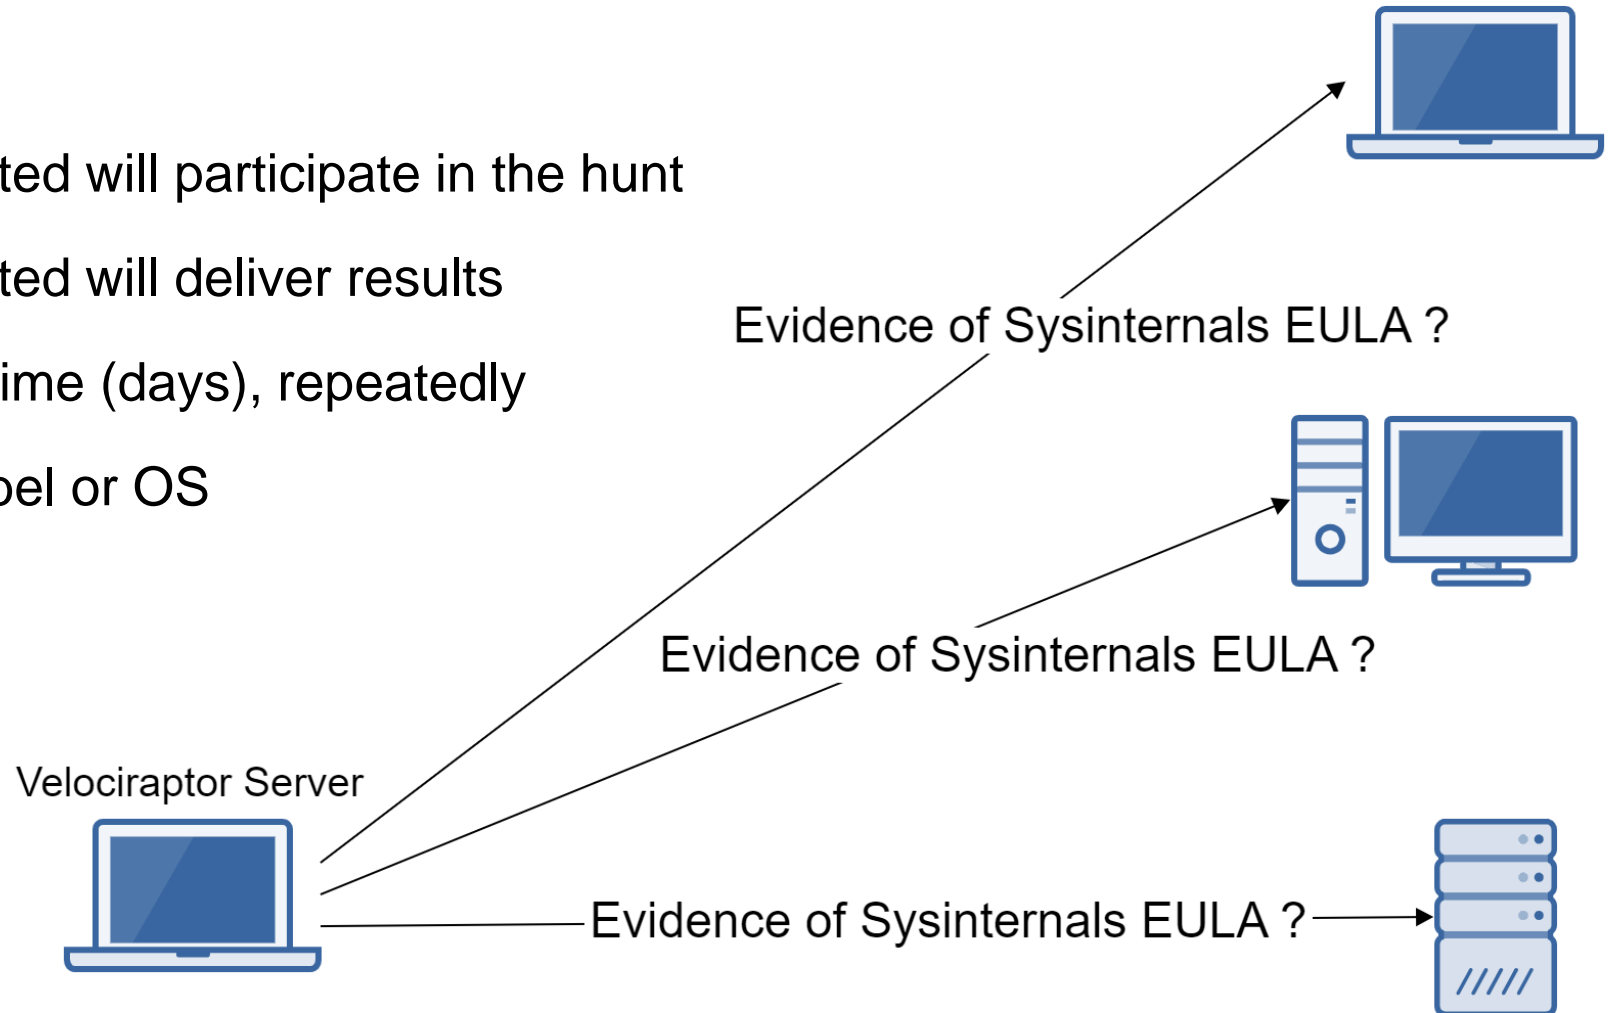 ted will participate in the hunt
ted will deliver results
Evidence of Sysinternals EULA ?
ime (days), repeatedly
el or OS
Evidence of Sysinternals EULA ?
Velociraptor Server
Evidence of Sysinternals EULA ?